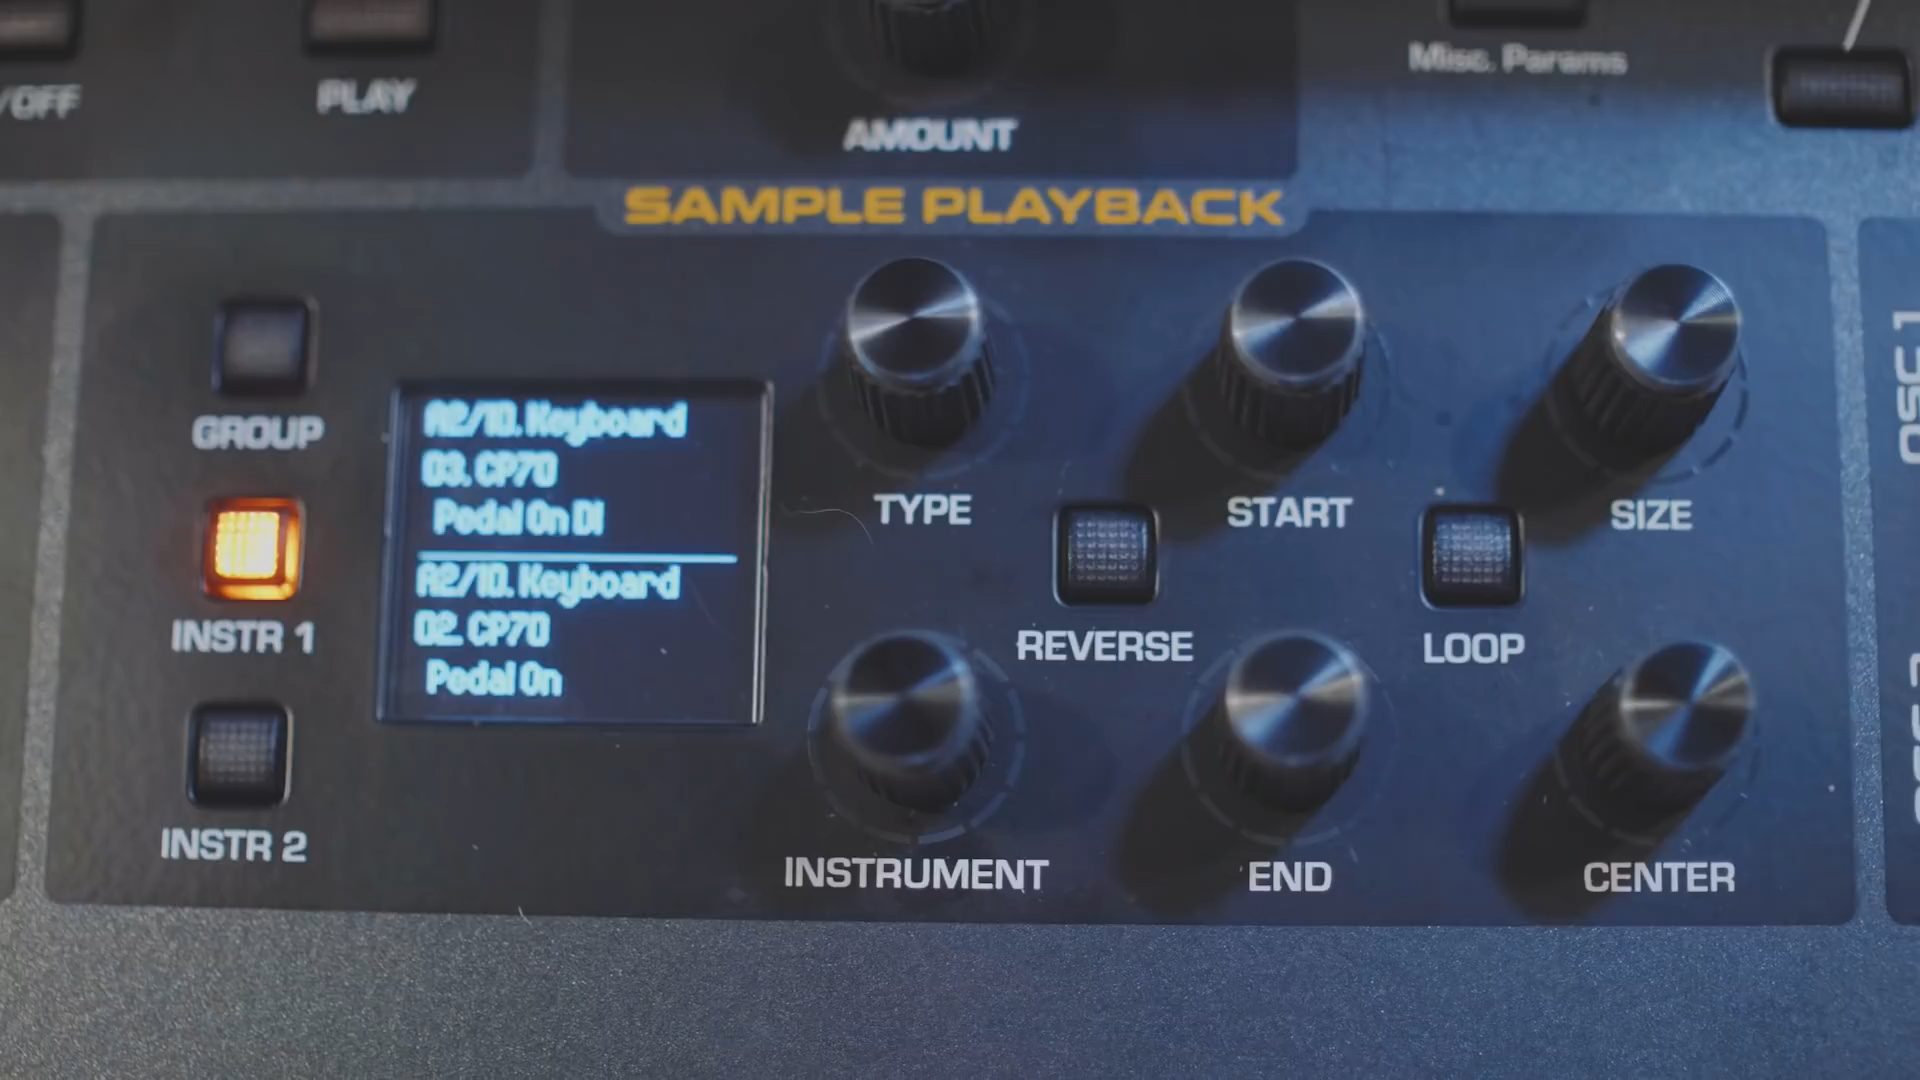 /OFF
PLAY
AMOUNT
Misc. Params
SAMPLE PLAYBACK
GROUP
INSTR 1
INSTR 2
A2/10. Keyboard
03. CP70
Pedal On DI
A2/10. Keyboard
02. CP70
Pedal On
TYPE
START
SIZE
REVERSE
LOOP
INSTRUMENT
END
CENTER
OSC 1